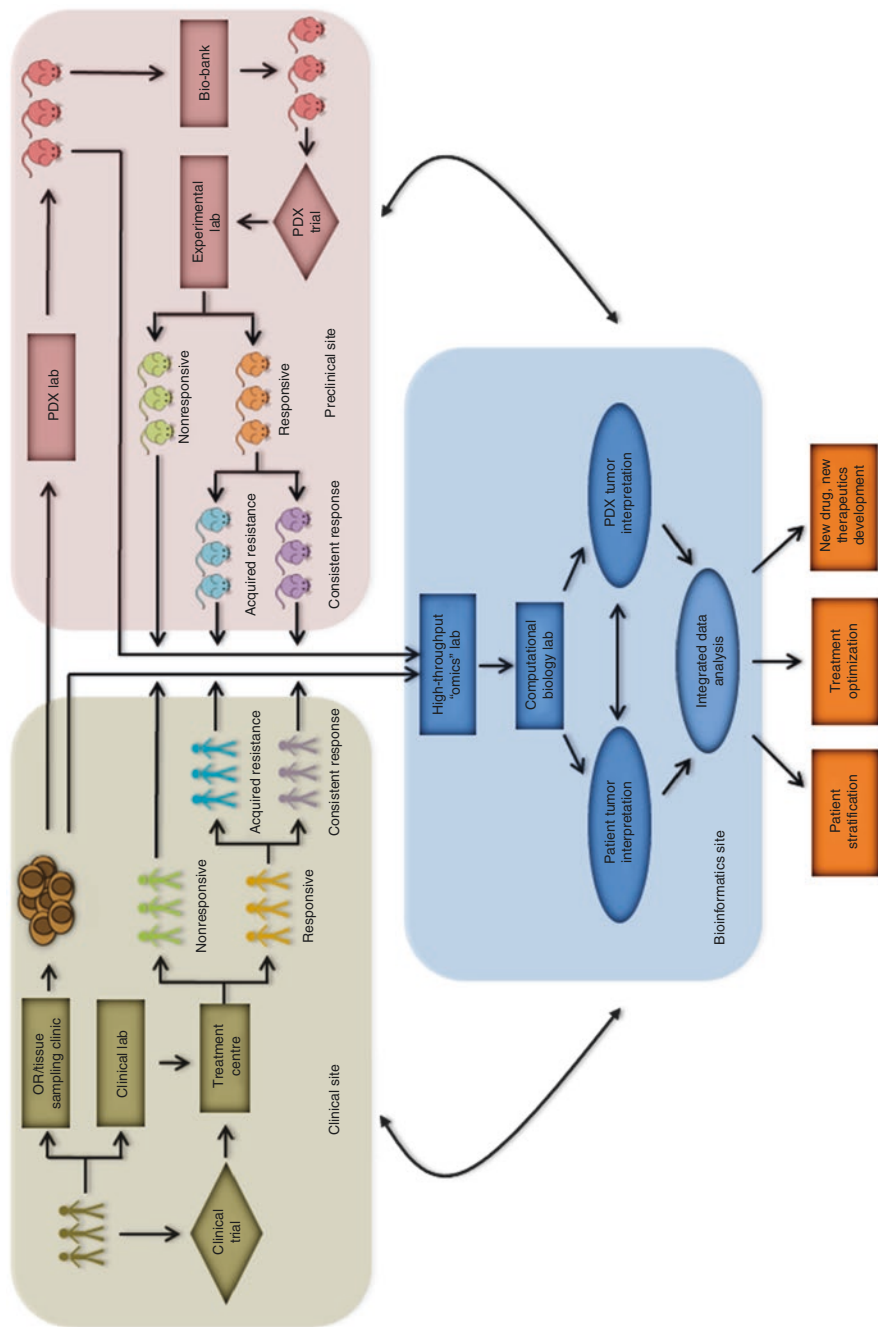 OR/tissue
sampling clinic
Clinical lab
Treatment
centre
Clinical
trial
Nonresponsive
Responsive
Acquired resistance
Consistent response
Clinical site
PDX lab
Bio-bank
PDX
trial
Experimental
lab
Nonresponsive
Responsive
Acquired resistance
Consistent response
Preclinical site
High-throughput
“omics” lab
Computational
biology lab
Patient tumor
interpretation
PDX tumor
interpretation
Integrated data
analysis
Bioinformatics site
Patient
stratification
Treatment
optimization
New drug, new
therapeutics
development